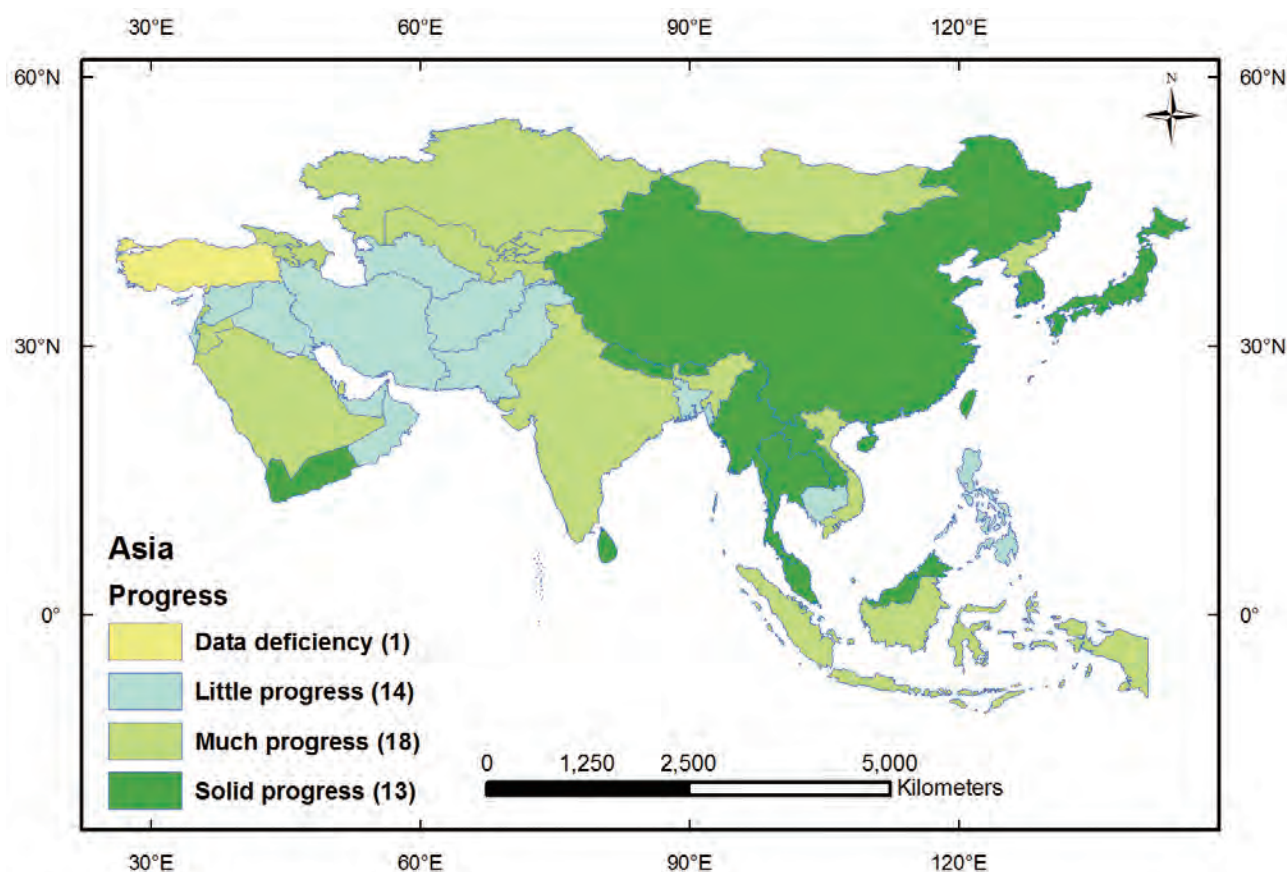 30°E 60°E 90°E 120°E
60°N 60°N
N
30°N 30°N
Asia
Progress
0° 0°
Data deficiency (1)
Little progress (14)
Much progress (18)
Solid progress (13)
0 1,250 2,500 5,000
Kilometers
30°E 60°E 90°E 120°E